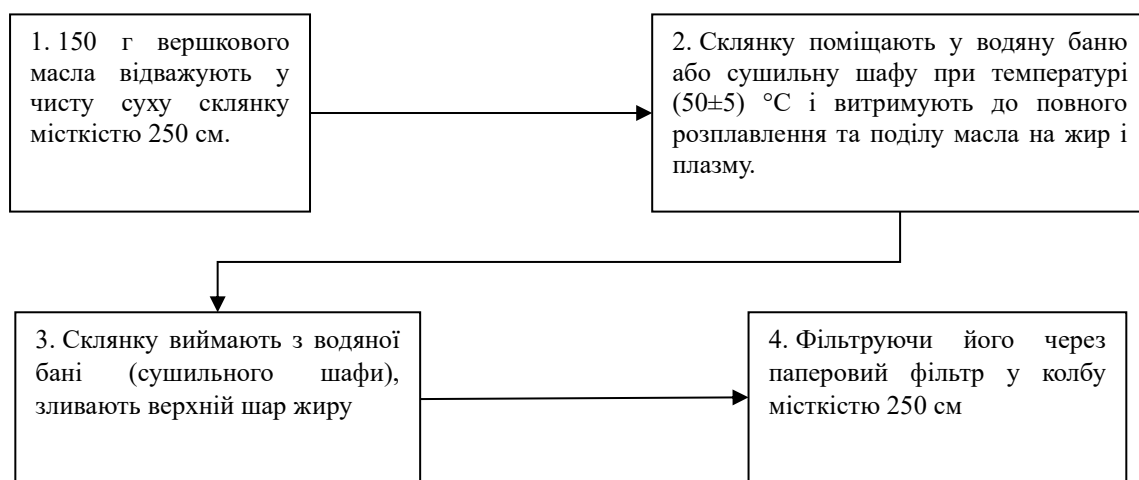 1. 150 г вершкового
масла відважують у
чисту суху склянку
місткістю 250 см.
2. Склянку поміщають у водяну баню
або сушильну шафу при температурі
(50±5) °С і витримують до повного
розплавлення та поділу масла на жир і
плазму.
3. Склянку виймають з водяної
бані (сушильного шафи),
зливають верхній шар жиру
4. Фільтруючи його через
паперовий фільтр у колбу
місткістю 250 см